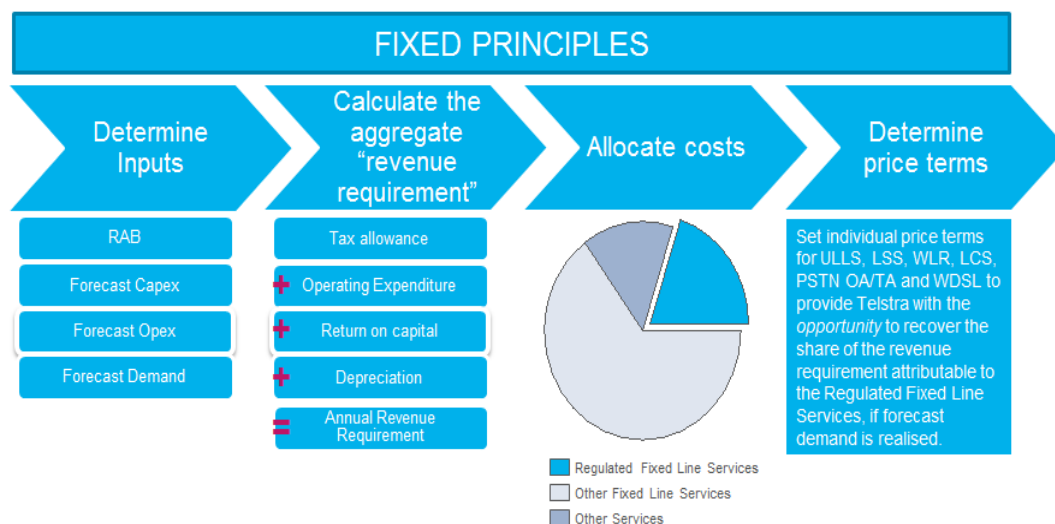 FIXED PRINCIPLES
Determine
Inputs
RAB
Forecast Capex
Forecast Opex
Forecast Demand
Calculate the
aggregate
“revenue
requirement”
Tax allowance
+ Operating Expenditure
+ Return on capital
+ Depreciation
= Annual Revenue
Requirement
Allocate costs
Regulated Fixed Line Services
Other Fixed Line Services
Other Services
Determine
price terms
Set individual price terms
for ULLS, LSS, WLR, LCS,
PSTN OA/TA and WDSL to
provide Telstra with the
opportunity to recover the
share of the revenue
requirement attributable to
the Regulated Fixed Line
Services, if forecast
demand is realised.